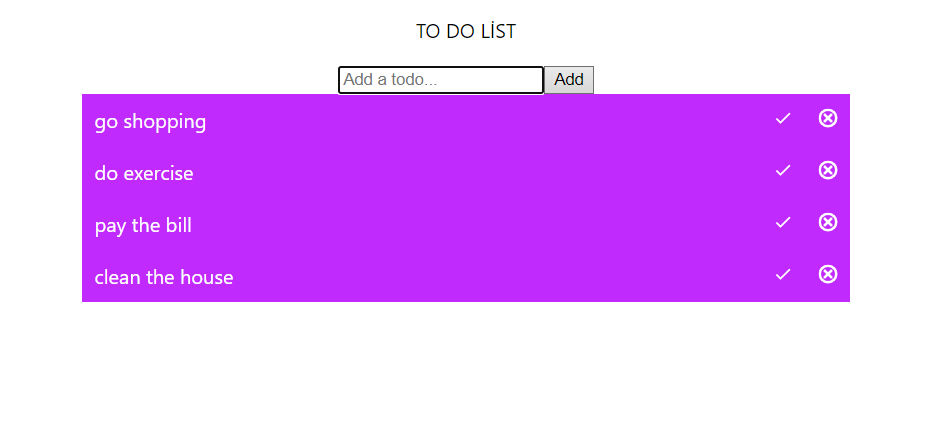 TO DO LİST
Add a todo... Add
go shopping
do exercise
pay the bill
clean the house